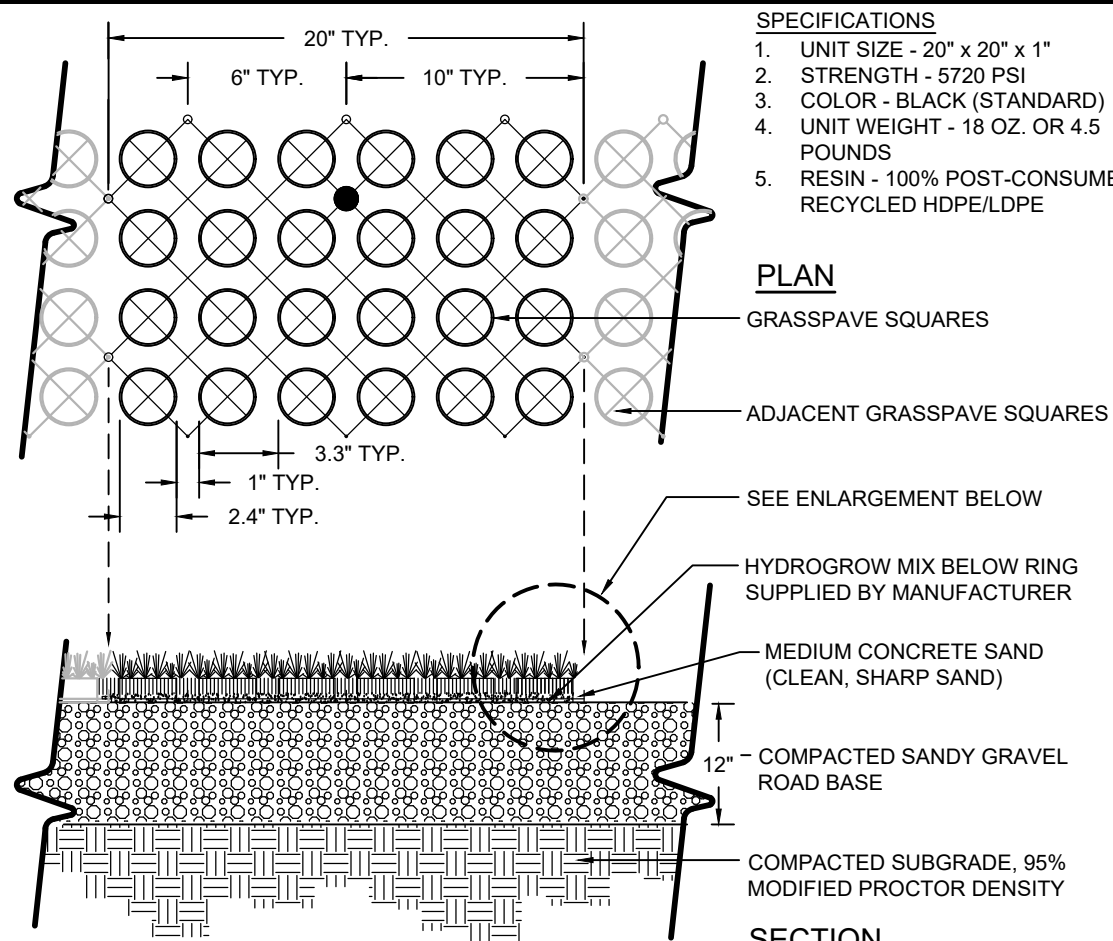 20" TYP.
6" TYP.
10" TYP.
3.3" TYP.
1" TYP.
2.4" TYP.
SPECIFICATIONS
1. UNIT SIZE - 20" x 20" x 1"
2. STRENGTH - 5720 PSI
3. COLOR - BLACK (STANDARD)
4. UNIT WEIGHT - 18 OZ. OR 4.5
POUNDS
5. RESIN - 100% POST-CONSUME
RECYCLED HDPE/LDPE
PLAN
GRASSPAVE SQUARES
ADJACENT GRASSPAVE SQUARES
SEE ENLARGEMENT BELOW
HYDROGROW MIX BELOW RING
SUPPLIED BY MANUFACTURER
MEDIUM CONCRETE SAND
(CLEAN, SHARP SAND)
12"
COMPACTED SANDY GRAVEL
ROAD BASE
COMPACTED SUBGRADE, 95%
MODIFIED PROCTOR DENSITY
SECTION